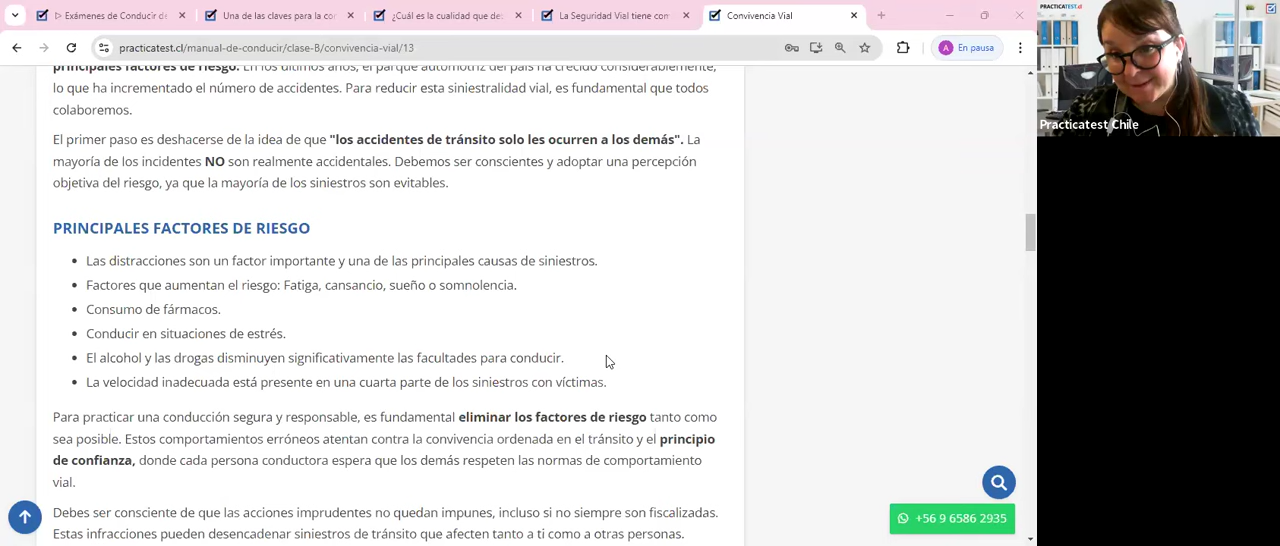 Exámenes de Conducir de
Una de las claves para la con
¿Cuál es la cualidad que deb
La Seguridad Vial tiene com
Convivencia Vial
practicatest.cl/manual-de-conducir/clase-B/convivencia-vial/13
A
En pausa
PRACTICATEST.cl
Practicatest Chile
principales factores de riesgo. En los últimos años, el parque automotriz del país ha crecido considerablemente,
lo que ha incrementado el número de accidentes. Para reducir esta siniestralidad vial, es fundamental que todos
colaboremos.
El primer paso es deshacerse de la idea de que "los accidentes de tránsito solo les ocurren a los demás". La
mayoría de los incidentes NO son realmente accidentales. Debemos ser conscientes y adoptar una percepción
objetiva del riesgo, ya que la mayoría de los siniestros son evitables.
PRINCIPALES FACTORES DE RIESGO
• Las distracciones son un factor importante y una de las principales causas de siniestros.
• Factores que aumentan el riesgo: Fatiga, cansancio, sueño o somnolencia.
• Consumo de fármacos.
• Conducir en situaciones de estrés.
• El alcohol y las drogas disminuyen significativamente las facultades para conducir.
• La velocidad inadecuada está presente en una cuarta parte de los siniestros con víctimas.
Para practicar una conducción segura y responsable, es fundamental eliminar los factores de riesgo tanto como
sea posible. Estos comportamientos erróneos atentan contra la convivencia ordenada en el tránsito y el principio
de confianza, donde cada persona conductora espera que los demás respeten las normas de comportamiento
vial.
Debes ser consciente de que las acciones imprudentes no quedan impunes, incluso si no siempre son fiscalizadas.
Estas infracciones pueden desencadenar siniestros de tránsito que afecten tanto a ti como a otras personas.
+56 9 6586 2935